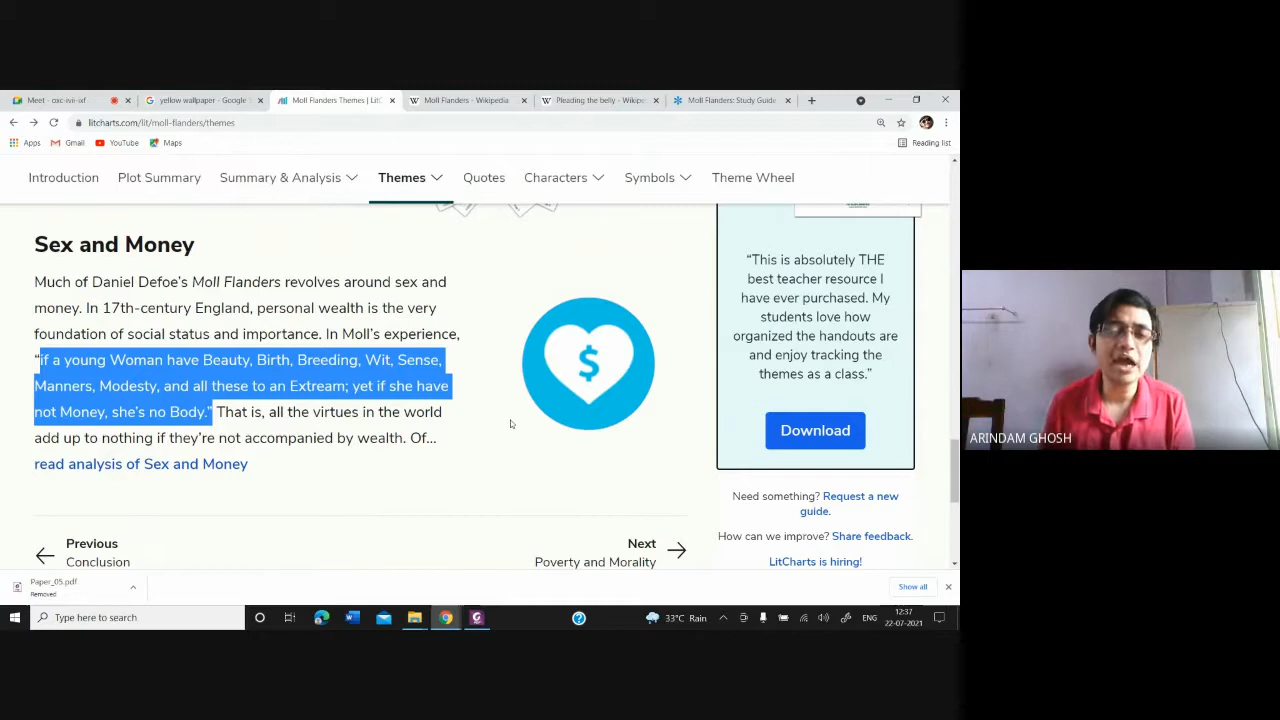 Meet - oxc-ivii-ixf
yellow wallpaper - Google
Moll Flanders Themes | LitC
Moll Flanders - Wikipedia
Pleading the belly - Wikipe
Moll Flanders: Study Guide
litcharts.com/lit/moll-flanders/themes
Apps
Gmail
YouTube
Maps
Reading list
Introduction
Plot Summary
Summary & Analysis
Themes
Quotes
Characters
Symbols
Theme Wheel
Sex and Money
Much of Daniel Defoe's Moll Flanders revolves around sex and
money. In 17th-century England, personal wealth is the very
foundation of social status and importance. In Moll's experience,
“if a young Woman have Beauty, Birth, Breeding, Wit, Sense,
Manners, Modesty, and all these to an Extream; yet if she have
not Money, she's no Body.” That is, all the virtues in the world
add up to nothing if they're not accompanied by wealth. Of...
read analysis of Sex and Money
$
“This is absolutely THE
best teacher resource I
have ever purchased. My
students love how
organized the handouts are
and enjoy tracking the
themes as a class.”
Download
Need something? Request a new
guide.
How can we improve? Share feedback.
LitCharts is hiring!
Previous
Conclusion
Next
Poverty and Morality
Paper_05.pdf
Removed
Show all
Type here to search
33°C Rain
ENG
12:37
22-07-2021
ARINDAM GHOSH